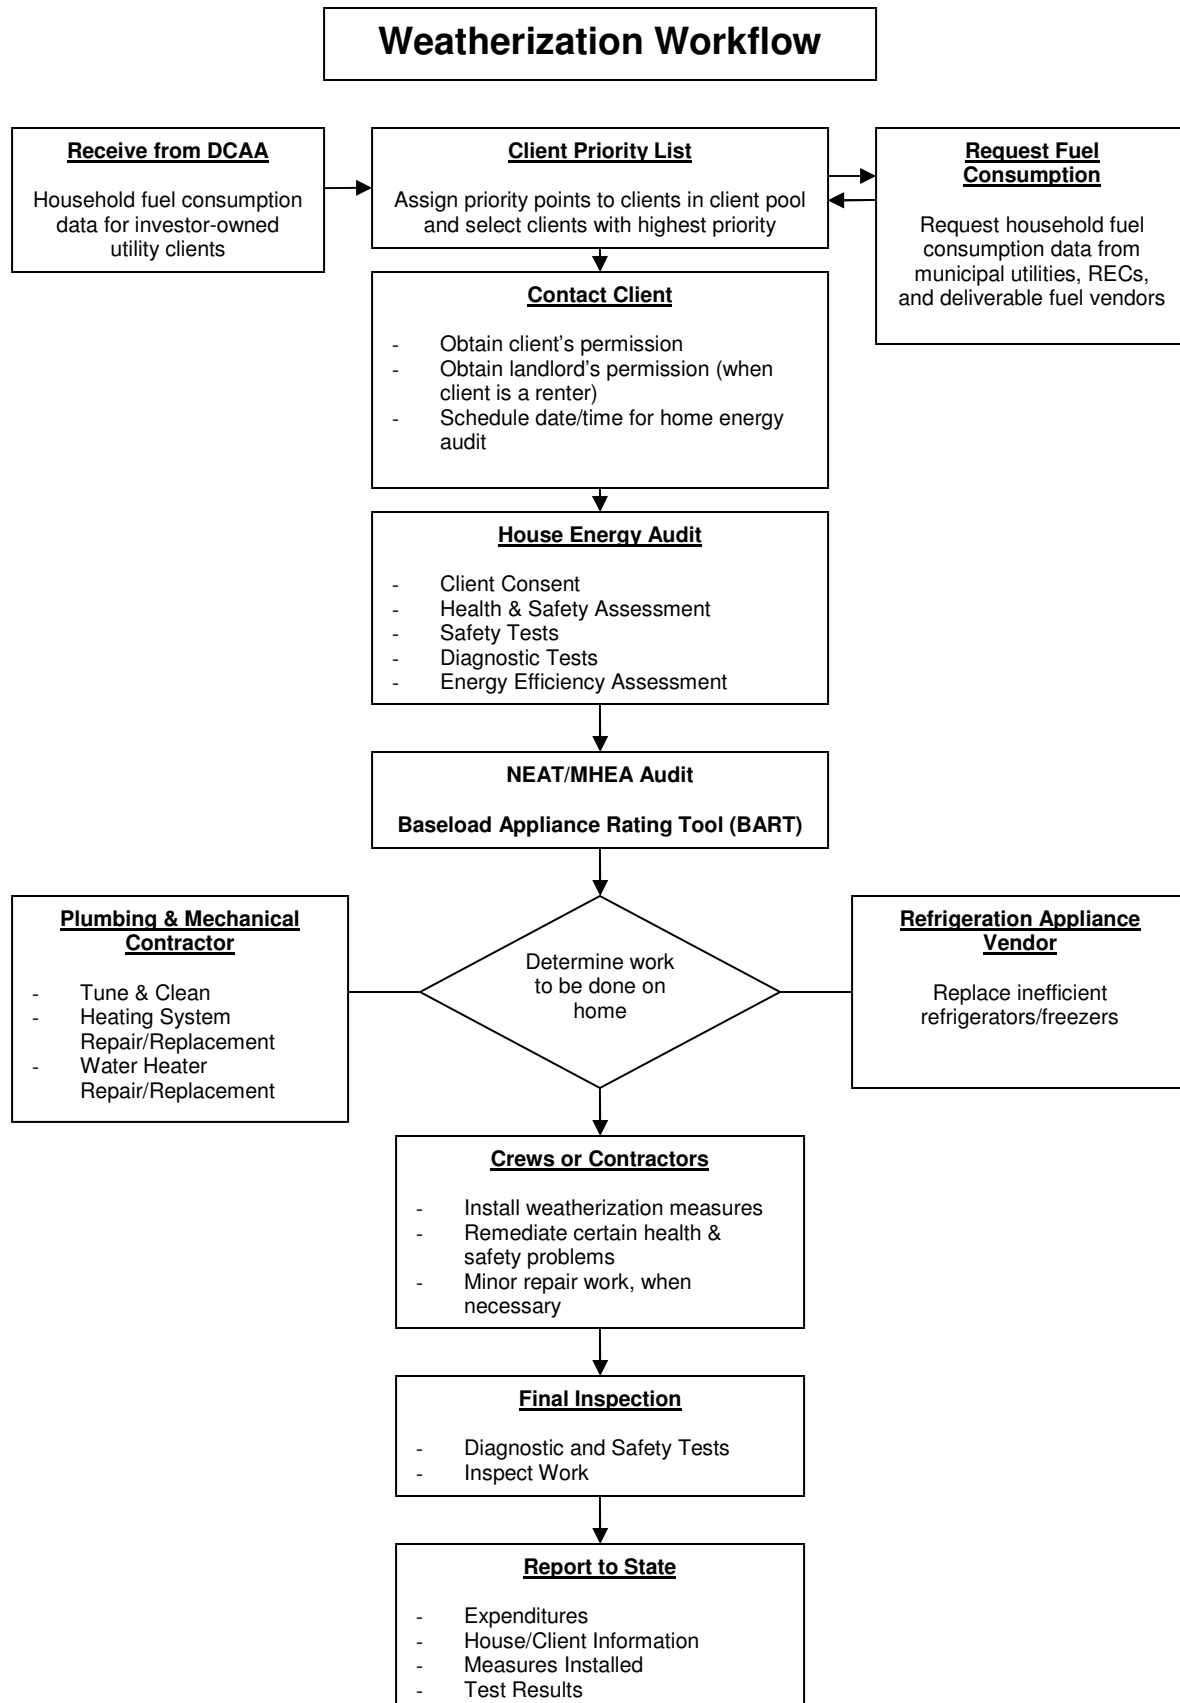 Weatherization Workflow
Receive from DCAA
Household fuel consumption
data for investor-owned
utility clients
Client Priority List
Assign priority points to clients in client pool
and select clients with highest priority
Request Fuel
Consumption
Request household fuel
consumption data from
municipal utilities, RECs,
and deliverable fuel vendors
Contact Client
- Obtain client's permission
- Obtain landlord's permission (when
client is a renter)
- Schedule date/time for home energy
audit
House Energy Audit
- Client Consent
- Health & Safety Assessment
- Safety Tests
- Diagnostic Tests
- Energy Efficiency Assessment
NEAT/MHEA Audit
Baseload Appliance Rating Tool (BART)
Plumbing & Mechanical
Contractor
- Tune & Clean
- Heating System
Repair/Replacement
- Water Heater
Repair/Replacement
Determine work
to be done on
home
Refrigeration Appliance
Vendor
Replace inefficient
refrigerators/freezers
Crews or Contractors
- Install weatherization measures
- Remediate certain health &
safety problems
- Minor repair work, when
necessary
Final Inspection
- Diagnostic and Safety Tests
- Inspect Work
Report to State
- Expenditures
- House/Client Information
- Measures Installed
- Test Results